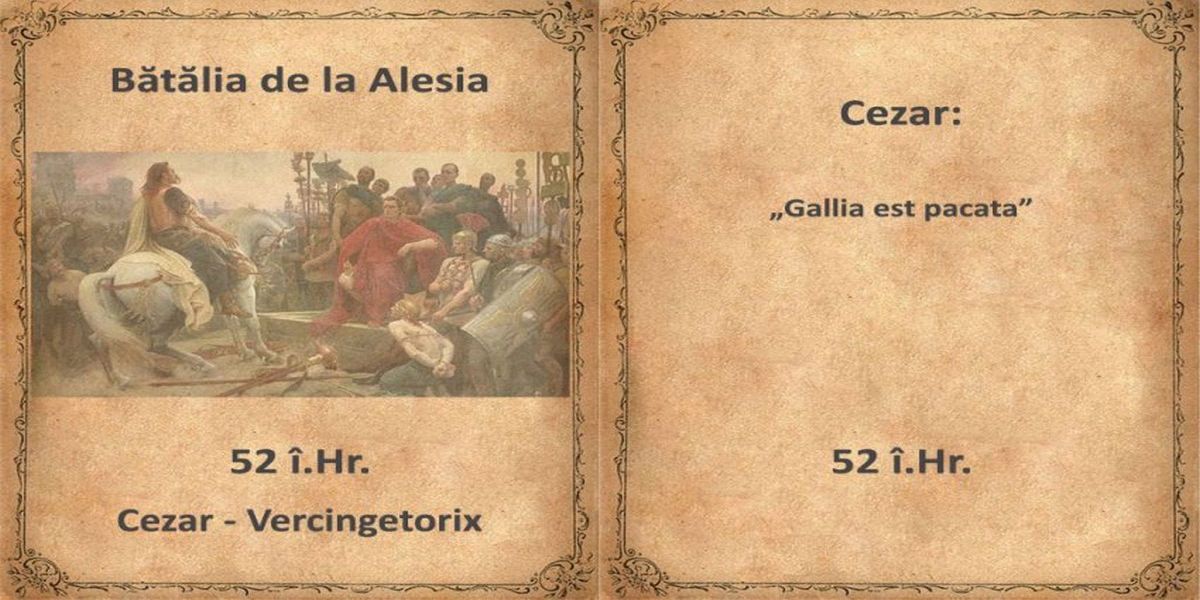 Bătălia de la Alesia
52 î.Hr.
Cezar - Vercingetorix
Cezar:
„Gallia est pacata”
52 î.Hr.